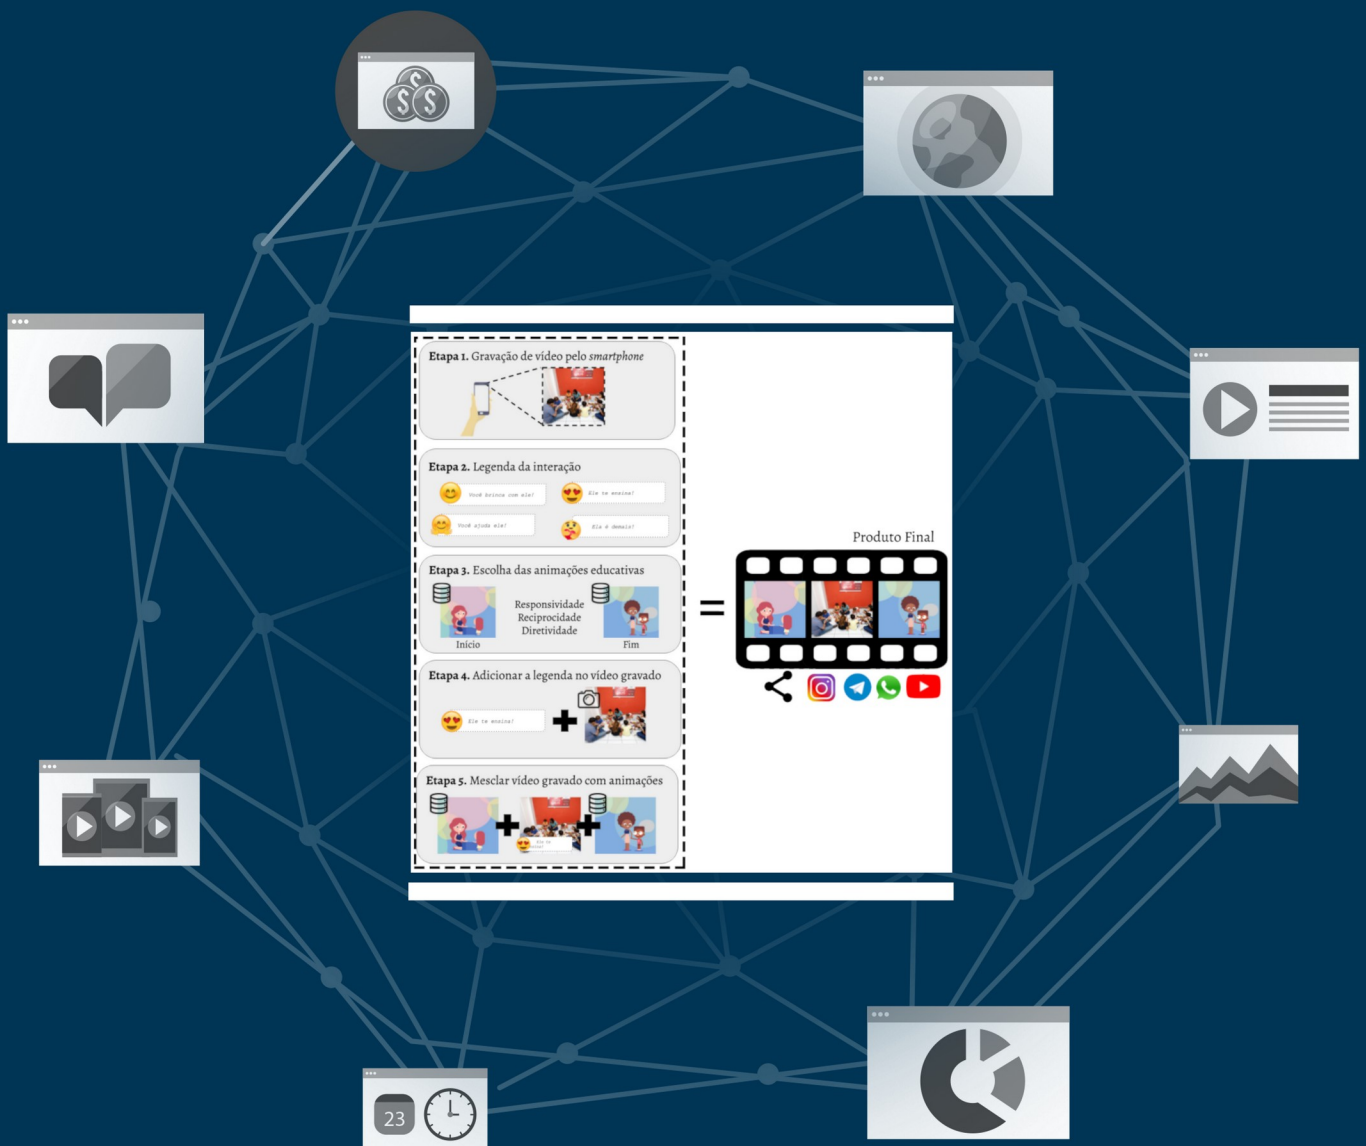 Etapa 1. Gravação de vídeo pelo smartphone
Etapa 2. Legenda da interação
Você brinca com ele!
Ele te ensina!
Você ajuda ele!
Ela é demais!
Etapa 3. Escolha das animações educativas
Responsividade
Reciprocidade
Diretividade
Início
Fim
Etapa 4. Adicionar a legenda no vídeo gravado
Ele te ensina!
Etapa 5. Mesclar vídeo gravado com animações
Ele te
=
Produto Final
$
$ $
23